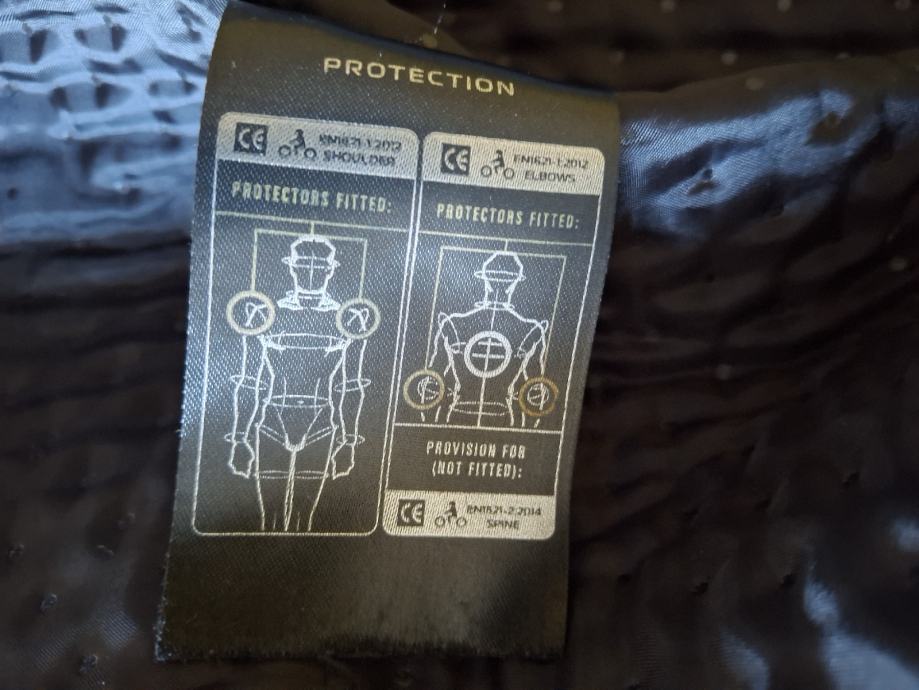 PROTECTION
CE EN1621-1:2012
SHOULDER
PROTECTORS FITTED:
CE EN1621-1:2012
ELBOWS
PROTECTORS FITTED:
PROVISION FOR
(NOT FITTED):
CE EN1621-2:2014
SPINE